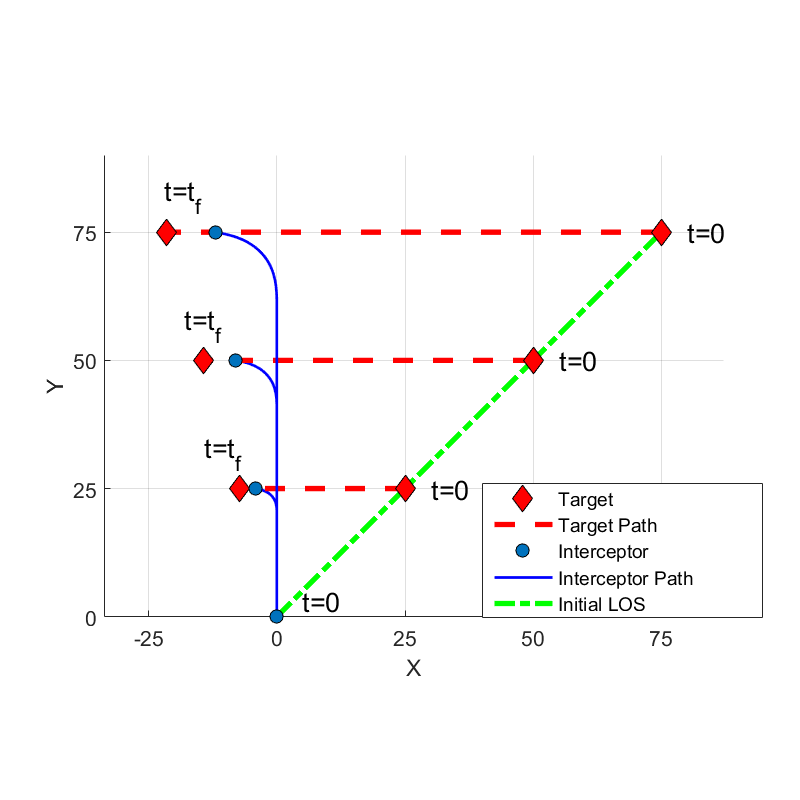 t=t_f
75
t=0
t=t_f
50
t=0
Y
t=t_f
25
t=0
Target
Target Path
Interceptor
Interceptor Path
Initial LOS
t=0
0
-25 0 25 50 75
X